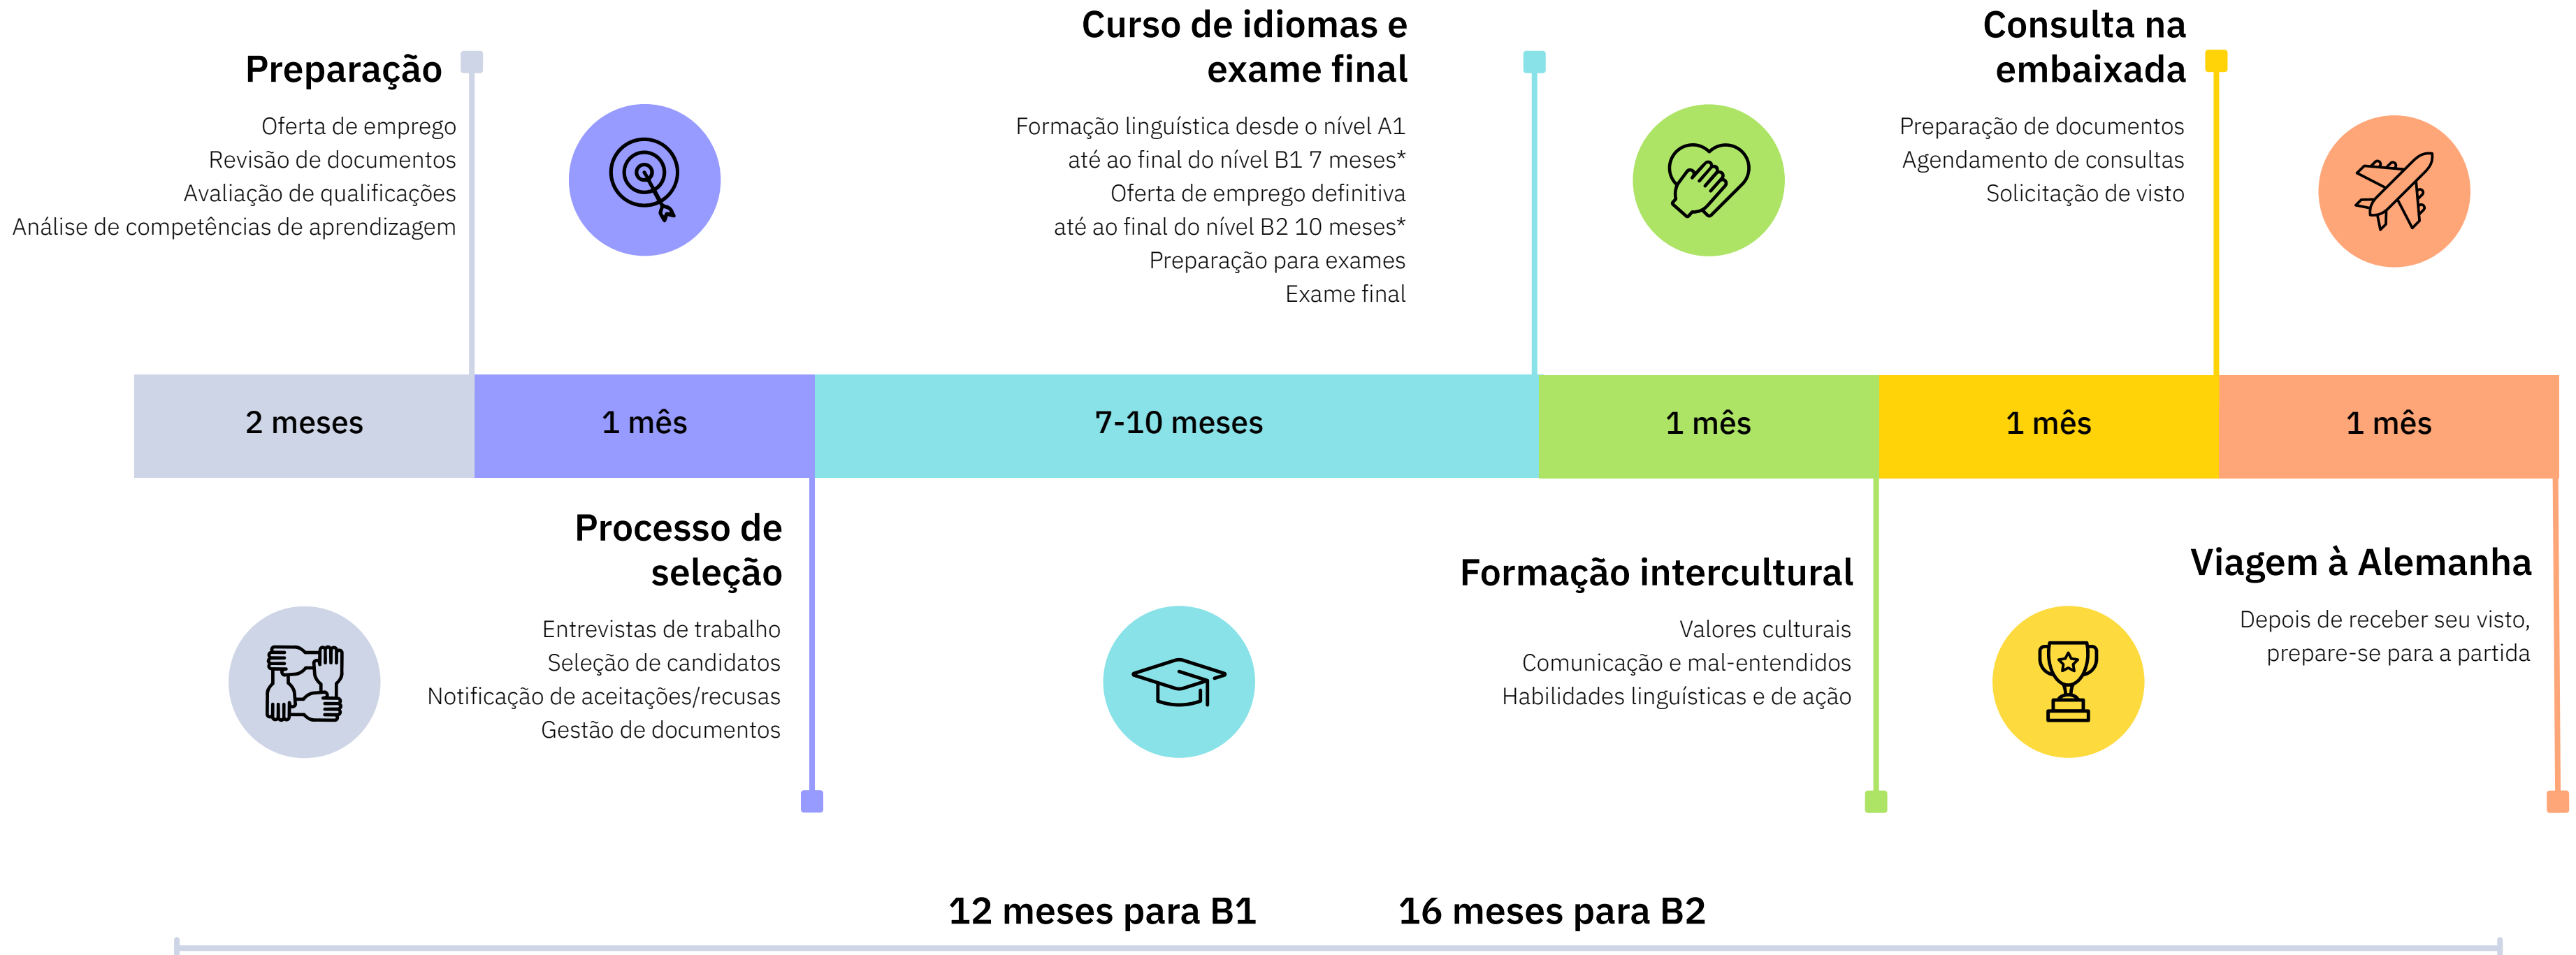 Preparação
Oferta de emprego
Revisão de documentos
Avaliação de qualificações
Análise de competências de aprendizagem
Curso de idiomas e
exame final
Formação linguística desde o nível A1
até ao final do nível B1 7 meses*
Oferta de emprego definitiva
até ao final do nível B2 10 meses*
Preparação para exames
Exame final
Consulta na
embaixada
Preparação de documentos
Agendamento de consultas
Solicitação de visto
2 meses
1 mês
7-10 meses
1 mês
1 mês
1 mês
Processo de
seleção
Entrevistas de trabalho
Seleção de candidatos
Notificação de aceitações/recusas
Gestão de documentos
Formação intercultural
Valores culturais
Comunicação e mal-entendidos
Habilidades linguísticas e de ação
Viagem à Alemanha
Depois de receber seu visto,
prepare-se para a partida
12 meses para B1
16 meses para B2